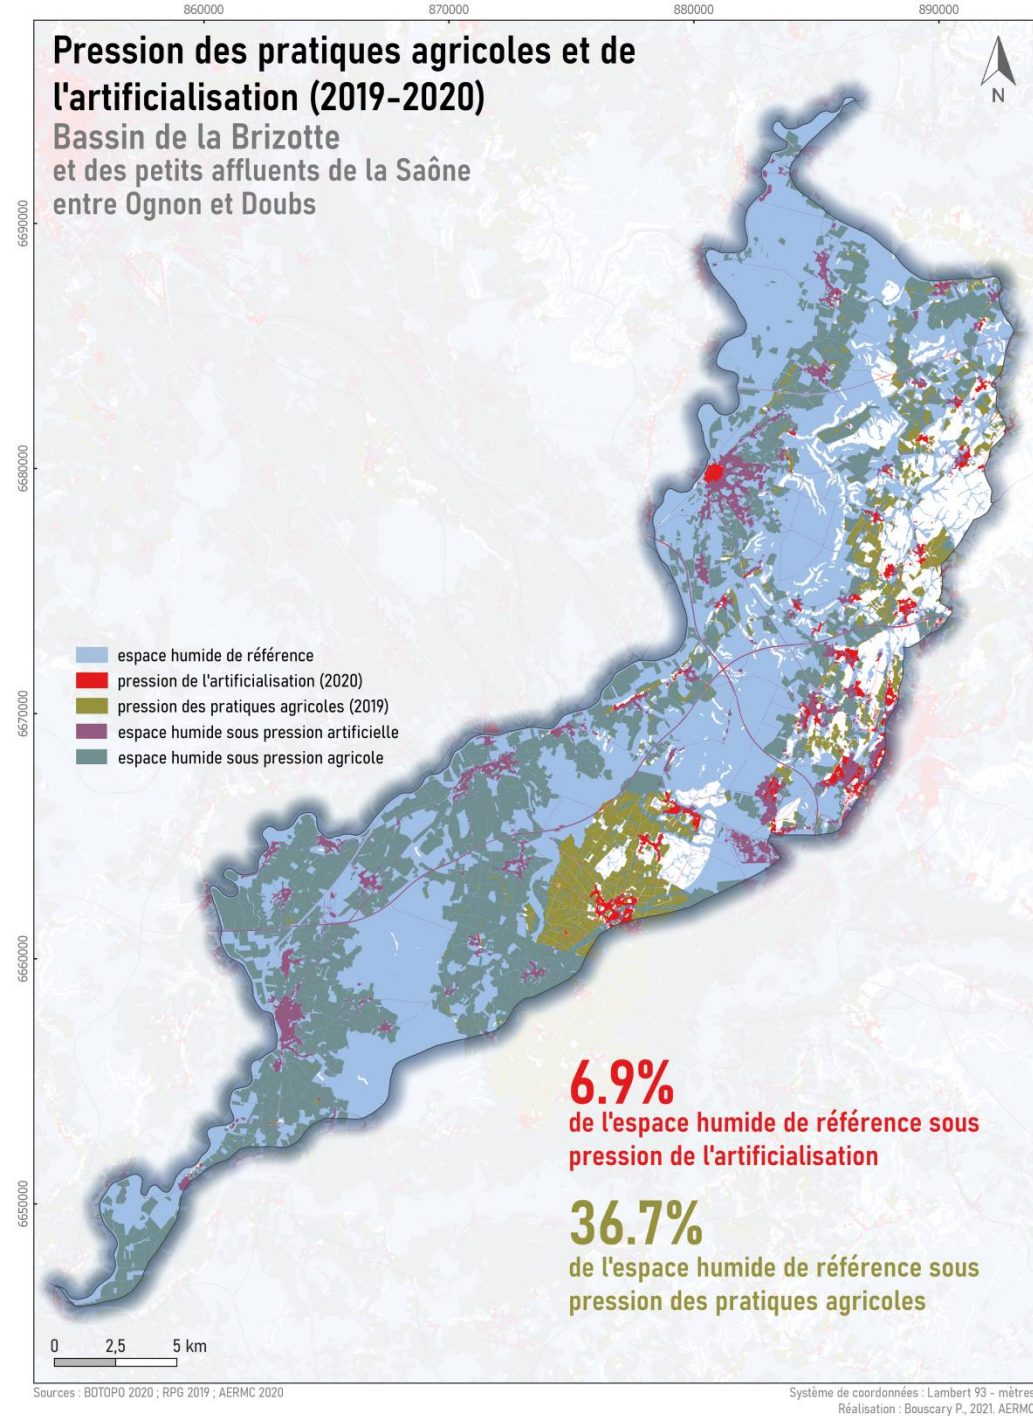 860000
870000
880000
890000
Pression des pratiques agricoles et de
l'artificialisation (2019-2020)
Bassin de la Brizotte
et des petits affluents de la Saône
entre Ognon et Doubs
N
6690000
6680000
6670000
6660000
6650000
espace humide de référence
pression de l'artificialisation (2020)
pression des pratiques agricoles (2019)
espace humide sous pression artificielle
espace humide sous pression agricole
6.9%
de l'espace humide de référence sous
pression de l'artificialisation
36.7%
de l'espace humide de référence sous
pression des pratiques agricoles
0 2,5 5 km
Sources : BDTOPO 2020 ; RPG 2019 ; AERMC 2020
Système de coordonnées : Lambert 93 - mètres
Réalisation : Bouscary P., 2021. AERMC